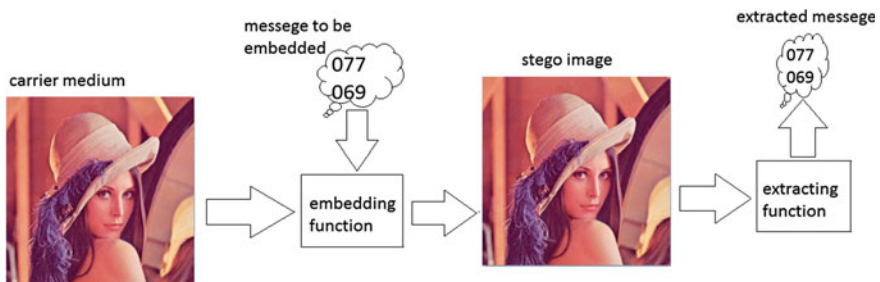 carrier medium
messege to be
embedded
077
069
embedding
function
stego image
extracted messege
077
069
extracting
function